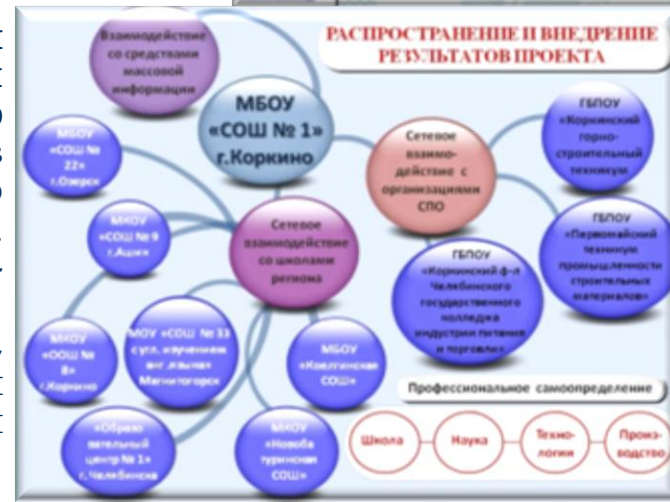 РАСПРОСТРАНЕНИЕ И ВНЕДРЕНИЕ
РЕЗУЛЬТАТОВ ПРОЕКТА
Взаимодействие
со средствами
массовой
информации
МБОУ
«СОШ № 1»
г.Коркино
Сетевое
взаимо-
действие с
организациями
СПО
ГБПОУ
«Коркинский
горно-
строительный
техникум
ГБПОУ
«Первомайский
техникум
промышленности
строительных
материалов»
ГБПОУ
«Коркинский ф-л
Челябинского
государственного
колледжа
индустрии питания
и торговли»
МБОУ
«СОШ №
22»
г.Озерск
МКОУ
«СОШ № 9
г.Аши»
Сетевое
взаимодействие
со школами
региона
МКОУ
«ООШ №
8»
г.Коркино
МОУ «СОШ № 33
с угл. изучением
анг.языка»
Магнитогорск
МБОУ
«Коелгинская
СОШ»
«Образо
вательный
центр № 1»
г. Челябинска
МКОУ
«Новоба
туринская
СОШ»
Профессиональное самоопределение
Школа
Наука
Техно-
логии
Произ-
водство